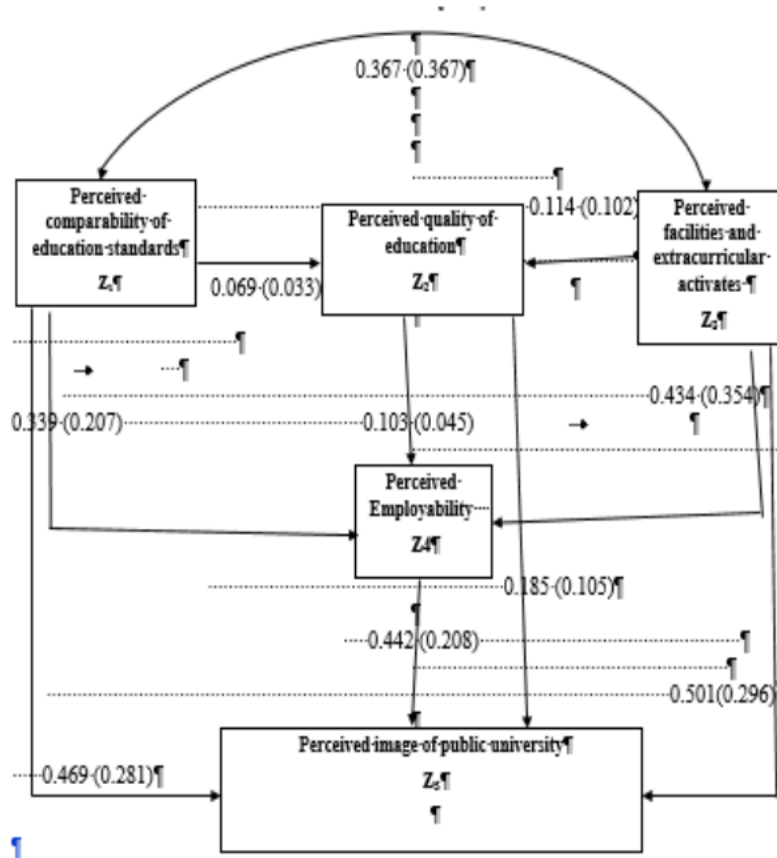 0.367 (0.367)¶
Perceived
comparability of
education standards¶
Z₁¶
Perceived quality of
education¶
Z₂¶
0.114 (0.102)
Perceived
facilities and
extracurricular
activates ¶
Z₃¶
0.069 (0.033)
0.434 (0.354)¶
0.339 (0.207)
0.103 (0.045)
Perceived
Employability
Z4¶
0.185 (0.105)¶
0.442 (0.208)
0.501(0.296)
Perceived image of public university¶
Z₅¶
0.469 (0.281)¶